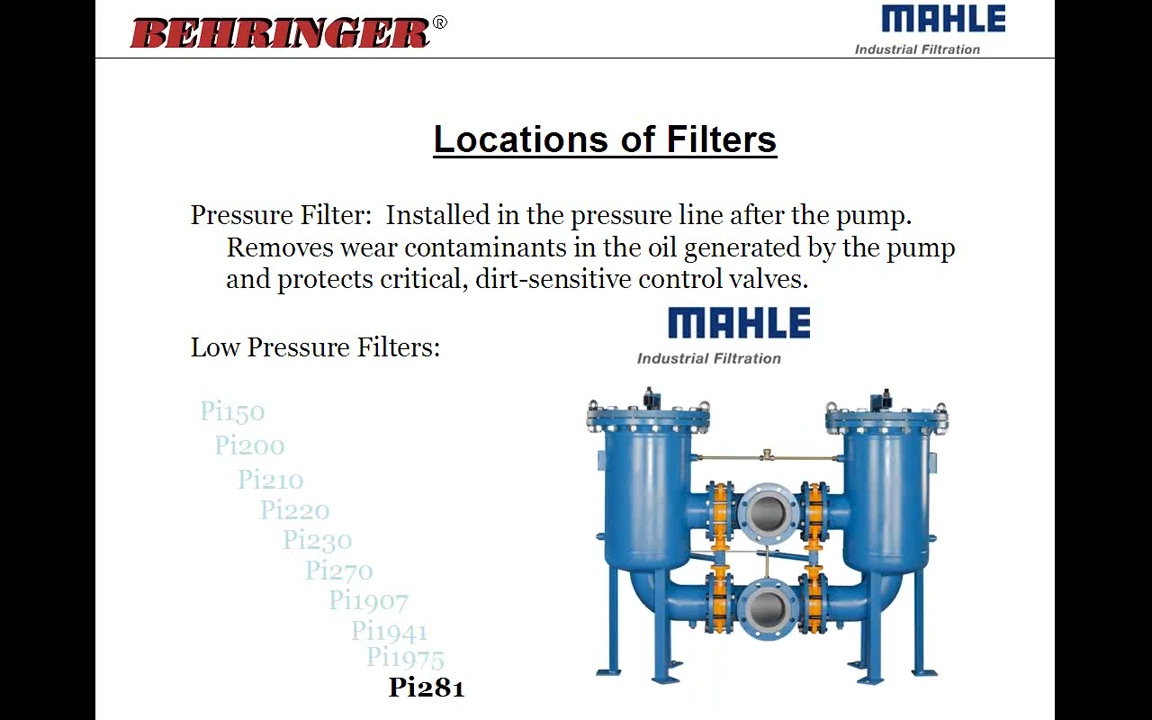 BEHRINGER®
MAHLE
Industrial Filtration
Locations of Filters
Pressure Filter: Installed in the pressure line after the pump.
Removes wear contaminants in the oil generated by the pump
and protects critical, dirt-sensitive control valves.
MAHLE
Industrial Filtration
Low Pressure Filters:
Pi150
Pi200
Pi210
Pi220
Pi230
Pi270
Pi1907
Pi1941
Pi1975
Pi281